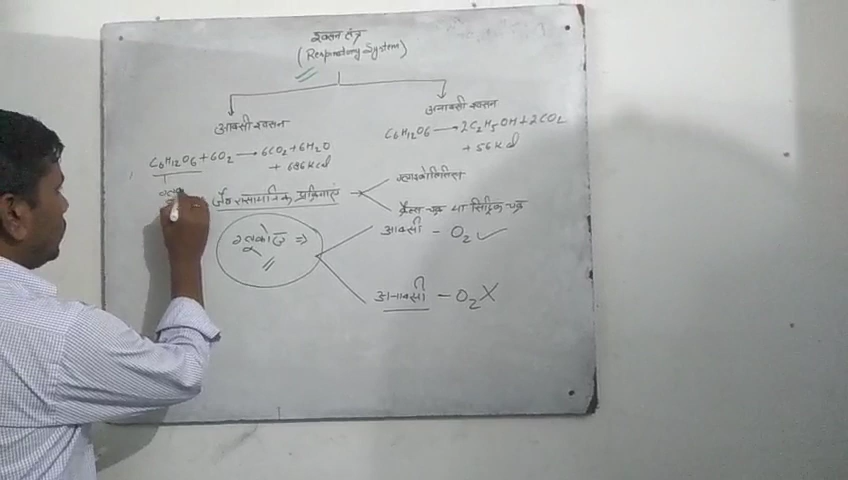 श्वसन तंत्र
(Respiratory System)
आक्सी श्वसन
C6H12O6 + 6O2 → 6CO2 + 6H2O
+ 686 Kcal
अनाक्सी श्वसन
C6H12O6 → 2C2H5OH + 2CO2
+ 56 Kcal
जैव रासायनिक प्रक्रियाएं
ग्लाइकोलिसिस
क्रैब्स चक्र या सिट्रिक चक्र
ग्लूकोज ⇒
आक्सी - O2 ✓
अनाक्सी - O2 X